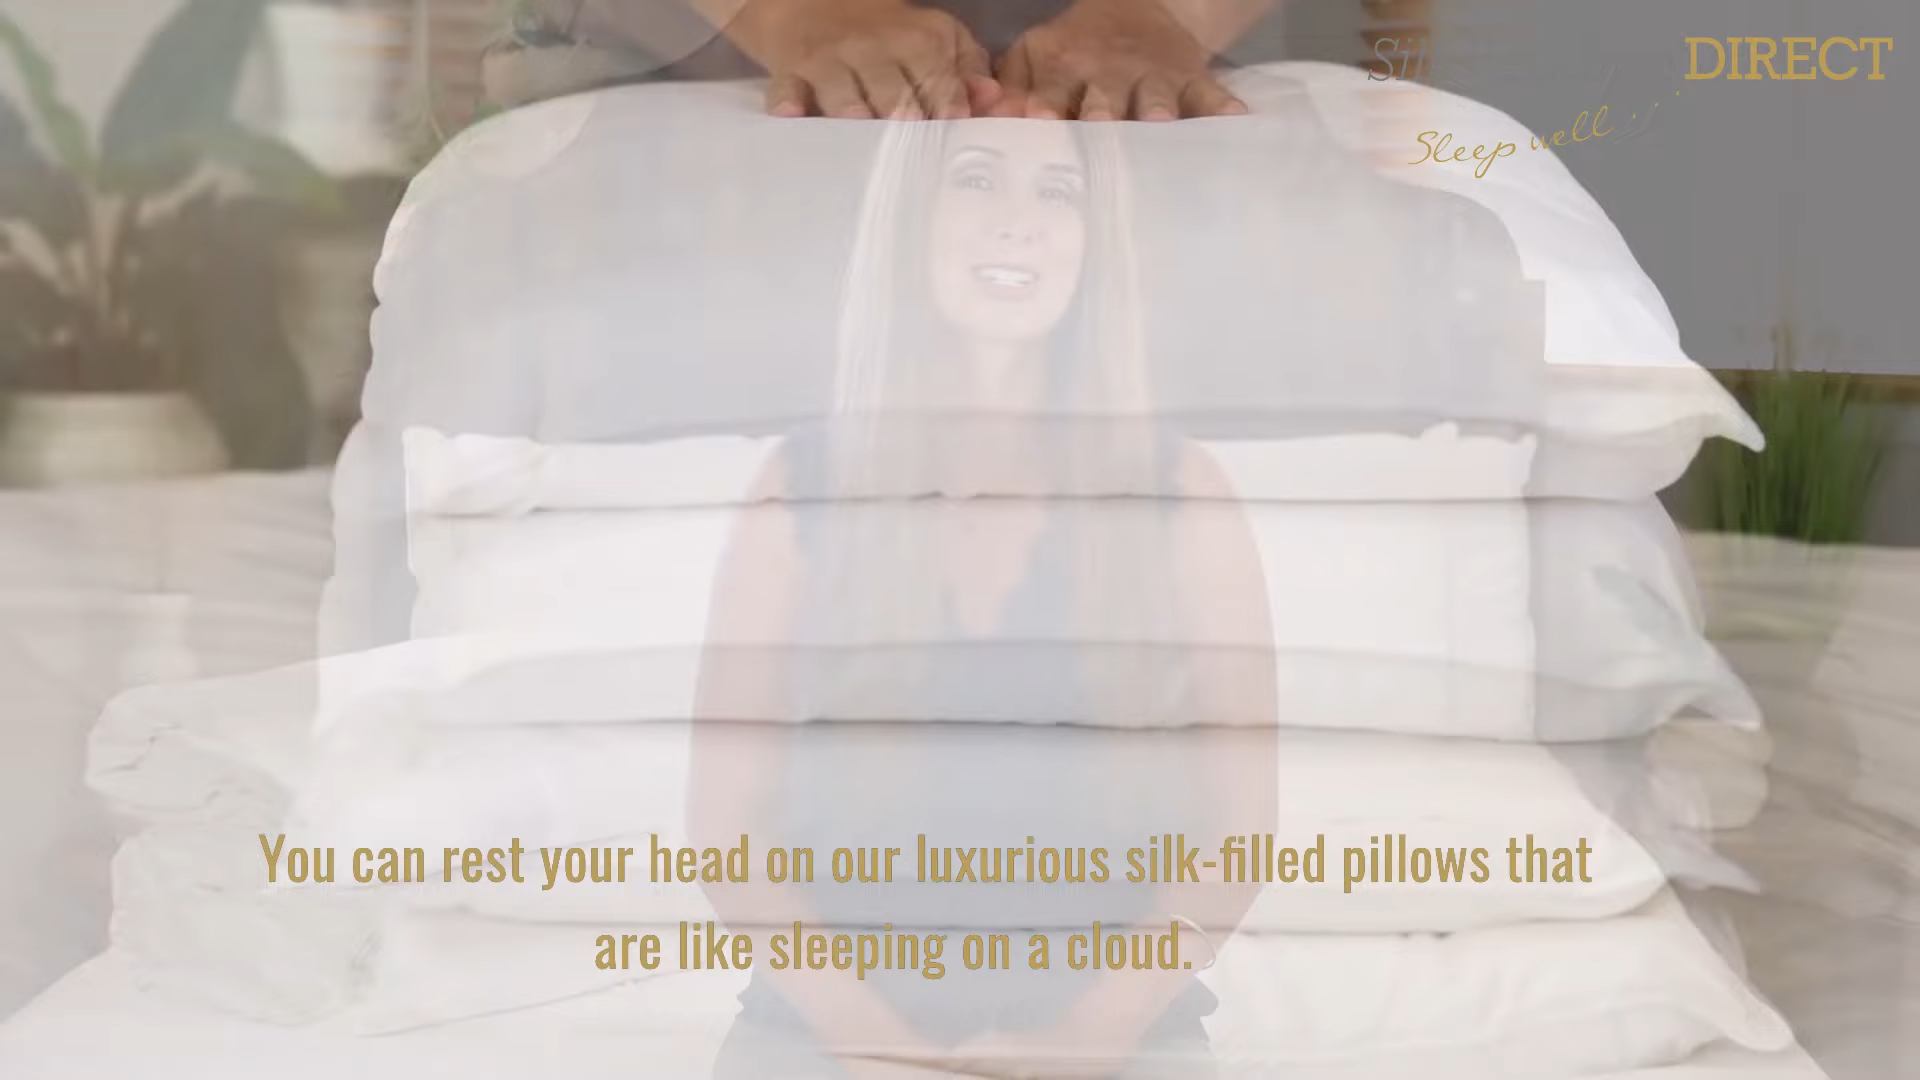 DIRECT
Sleep well
You can rest your head on our luxurious silk-filled pillows that
are like sleeping on a cloud.